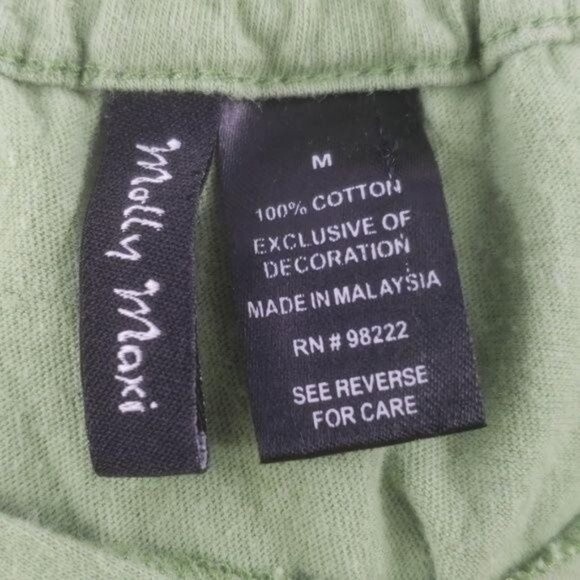 Molly Maxi
M
100% COTTON
EXCLUSIVE OF
DECORATION
MADE IN MALAYSIA
RN # 98222
SEE REVERSE
FOR CARE